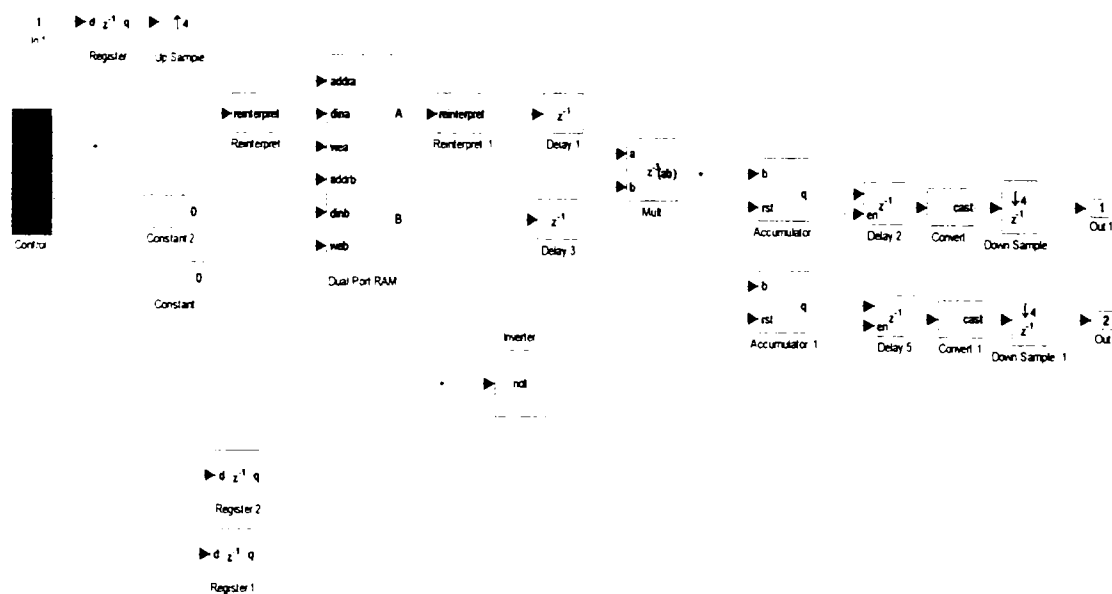 1 d z⁻¹ q ↑4
In 1
Register Up Sample
addra
reinterpret dina A reinterpret z⁻¹
Reinterpret Reinterpret 1 Delay 1
wea
a
z⁻³(ab)
b
Mult
addrb
0 dinb B z⁻¹
Constant 2 Delay 3
web
Control
0
Constant
Dual Port RAM
b
q
rst
Accumulator
z⁻¹
en
Delay 2
cast
Convert
↓4
z⁻¹
Down Sample
1
Out 1
b
q
rst
Accumulator 1
z⁻¹
en
Delay 5
cast
Convert 1
↓4
z⁻¹
Down Sample 1
2
Out
Inverter
not
d z⁻¹ q
Register 2
d z⁻¹ q
Register 1